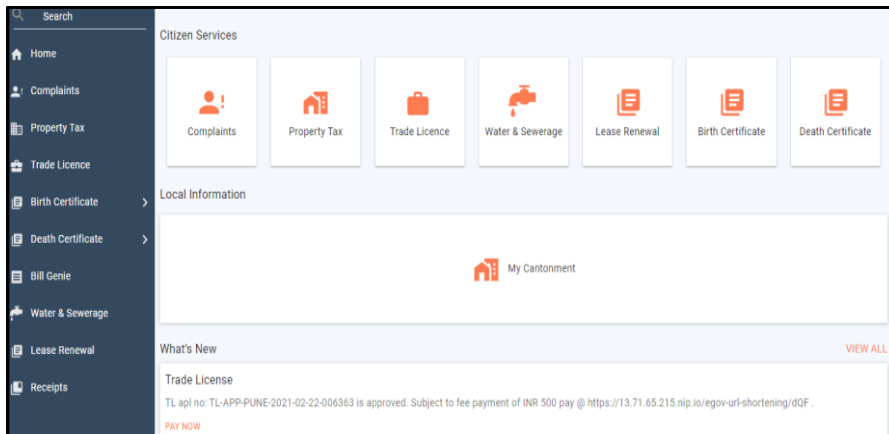 Search
Home
Complaints
Property Tax
Trade Licence
Birth Certificate
Death Certificate
Bill Genie
Water & Sewerage
Lease Renewal
Receipts
Citizen Services
Complaints
Property Tax
Trade Licence
Water & Sewerage
Lease Renewal
Birth Certificate
Death Certificate
Local Information
My Cantonment
What's New
VIEW ALL
Trade License
TL apl no: TL-APP-PUNE-2021-02-22-006363 is approved. Subject to fee payment of INR 500 pay @ https://13.71.65.215.nip.io/egov-url-shortening/dQF .
PAY NOW